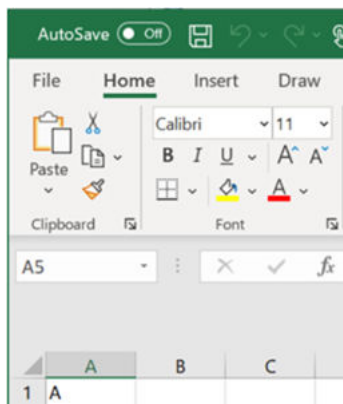 AutoSave Off
File Home Insert Draw
Calibri 11
Paste
B I U A A
A
Clipboard Font
A5 fx
A B C
1 A